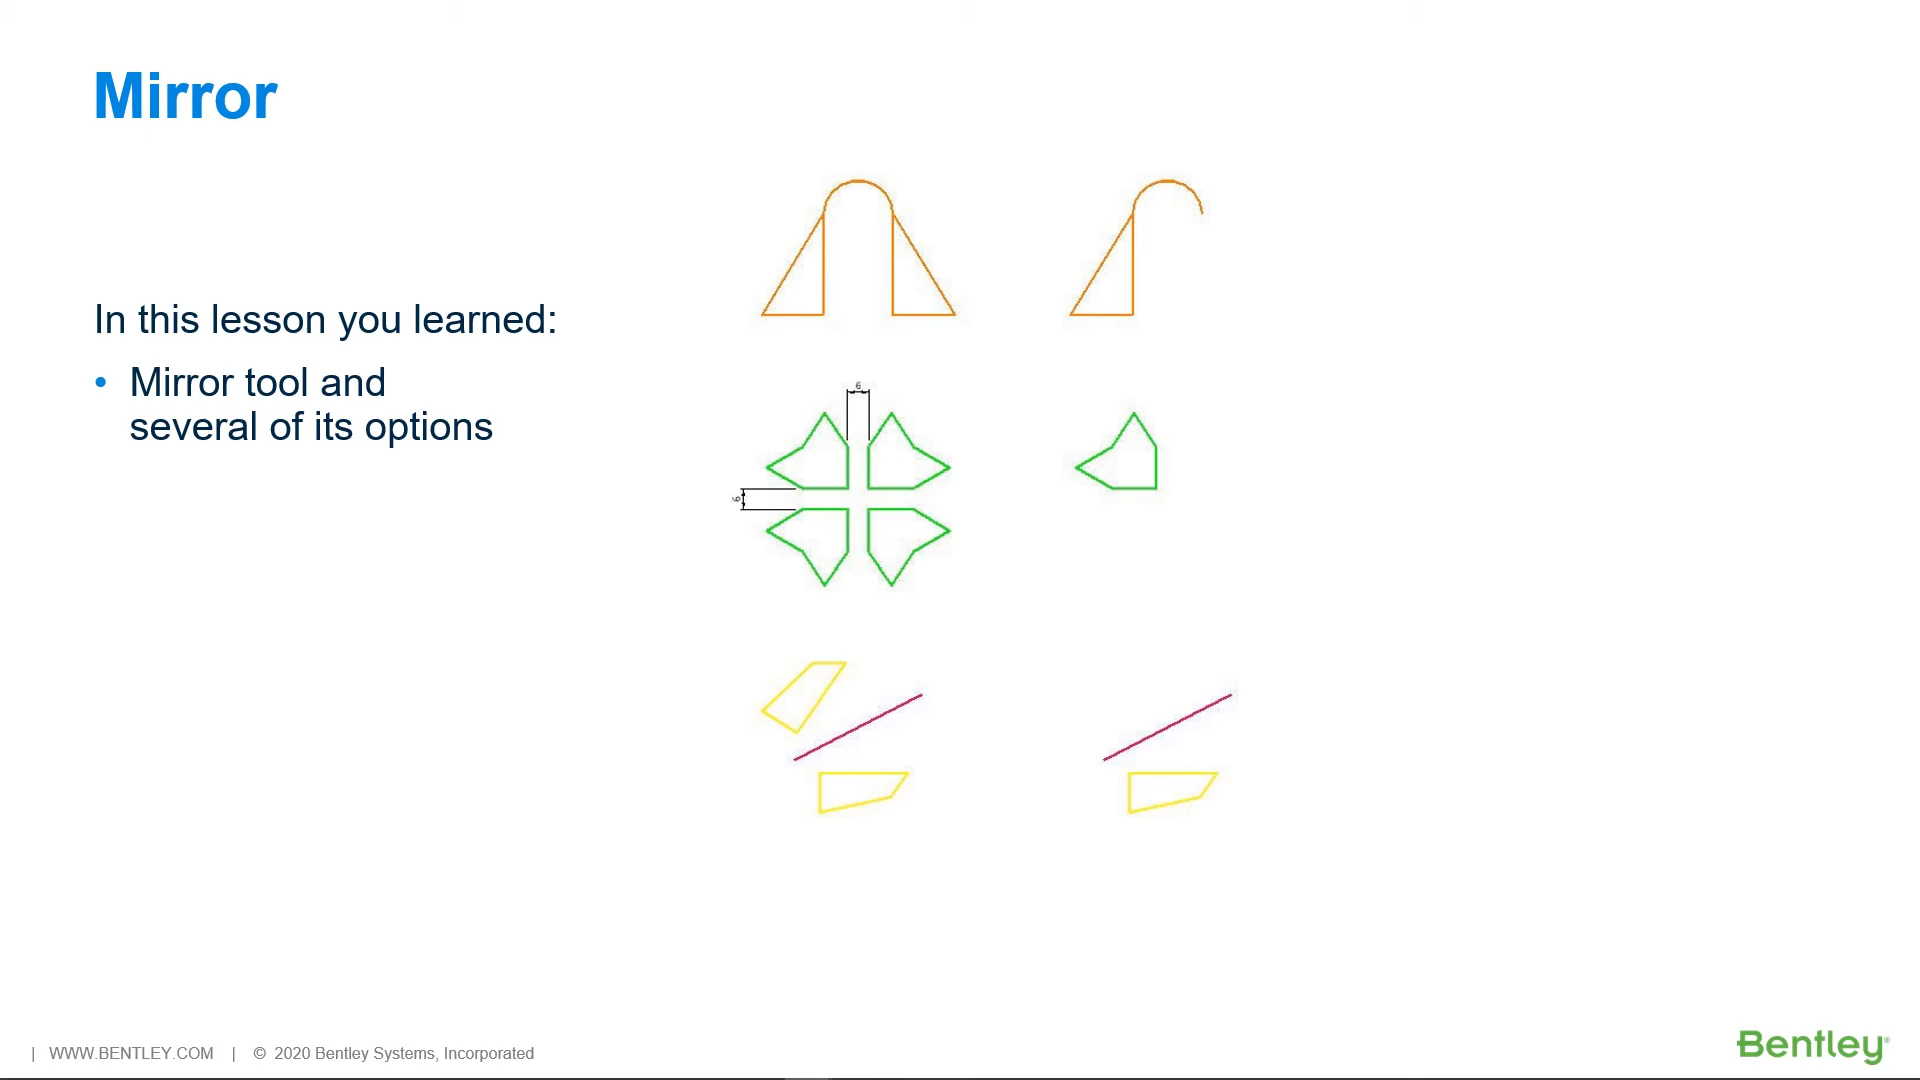 Mirror
In this lesson you learned:
• Mirror tool and
several of its options
6
6
| WWW.BENTLEY.COM | © 2020 Bentley Systems, Incorporated
Bentley®